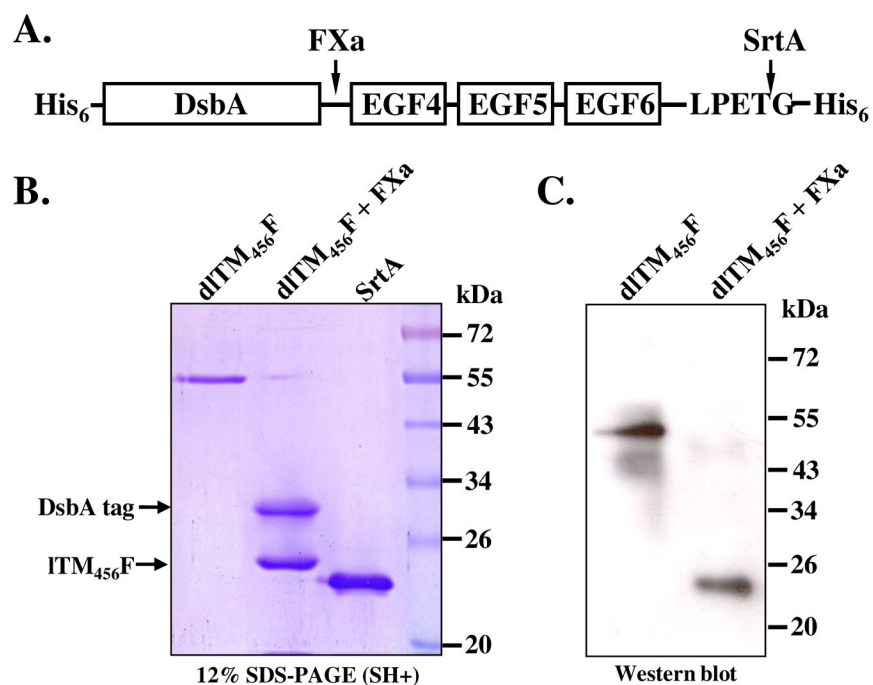 A.
FXa
SrtA
His₆
DsbA
EGF4
EGF5
EGF6
LPETG
His₆
B.
dlTM₄₅₆F
dlTM₄₅₆F + FXa
SrtA
kDa
72
55
43
34
26
20
DsbA tag
lTM₄₅₆F
12% SDS-PAGE (SH+)
C.
dlTM₄₅₆F
dlTM₄₅₆F + FXa
kDa
72
55
43
34
26
20
Western blot